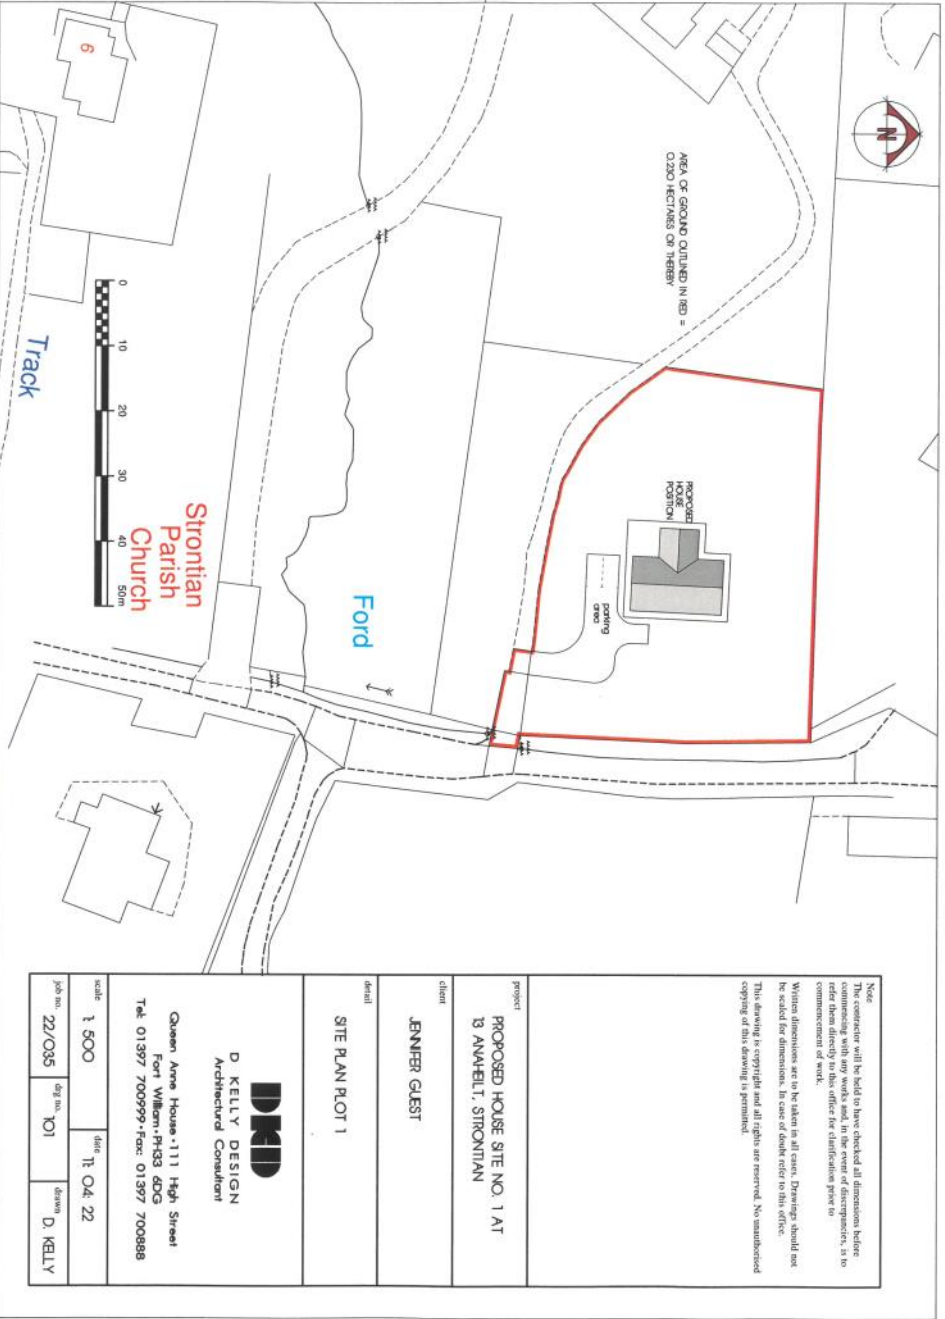 N
AREA OF GROUND OUTLINED IN RED =
0.230 HECTARES OR THEREBY
PROPOSED
HOUSE
POSITION
parking
area
Ford
6
Track
0 10 20 30 40 50m
Strontian
Parish
Church
Note
The contractor will be held to have checked all dimensions before
commencing with any works and, in the event of discrepancies, is to
refer them directly to this office for clarification prior to
commencement of work.
Written dimensions are to be taken in all cases. Drawings should not
be scaled for dimensions. In case of doubt refer to this office.
This drawing is copyright and all rights are reserved. No unauthorised
copying of this drawing is permitted.
project
PROPOSED HOUSE SITE NO. 1 AT
13 ANAHEILT, STRONTIAN
client
JENNIFER GUEST
detail
SITE PLAN PLOT 1
DKD
D KELLY DESIGN
Architectural Consultant
Queen Anne House • 111 High Street
Fort William • PH33 6DG
Tel: 01397 700999 • Fax: 01397 700888
scale 1: 500
date 11: 04: 22
job no. 22/035
drg no. 101
drawn D. KELLY